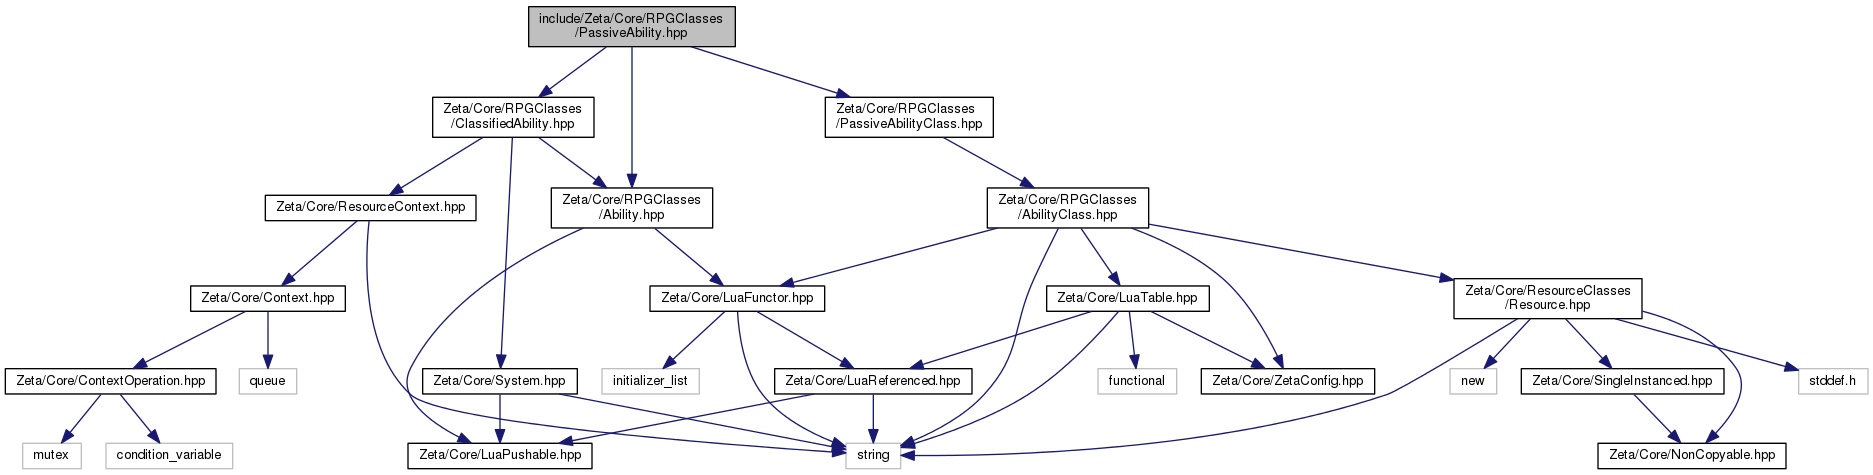 include/Zeta/Core/RPGClasses
/PassiveAbility.hpp
Zeta/Core/RPGClasses
/ClassifiedAbility.hpp
Zeta/Core/RPGClasses
/PassiveAbilityClass.hpp
Zeta/Core/ResourceContext.hpp
Zeta/Core/RPGClasses
/Ability.hpp
Zeta/Core/RPGClasses
/AbilityClass.hpp
Zeta/Core/Context.hpp
Zeta/Core/LuaFunctor.hpp
Zeta/Core/LuaTable.hpp
Zeta/Core/ResourceClasses
/Resource.hpp
Zeta/Core/ContextOperation.hpp
queue
Zeta/Core/System.hpp
initializer_list
Zeta/Core/LuaReferenced.hpp
functional
Zeta/Core/ZetaConfig.hpp
new
Zeta/Core/SingleInstanced.hpp
stddef.h
mutex
condition_variable
Zeta/Core/LuaPushable.hpp
string
Zeta/Core/NonCopyable.hpp